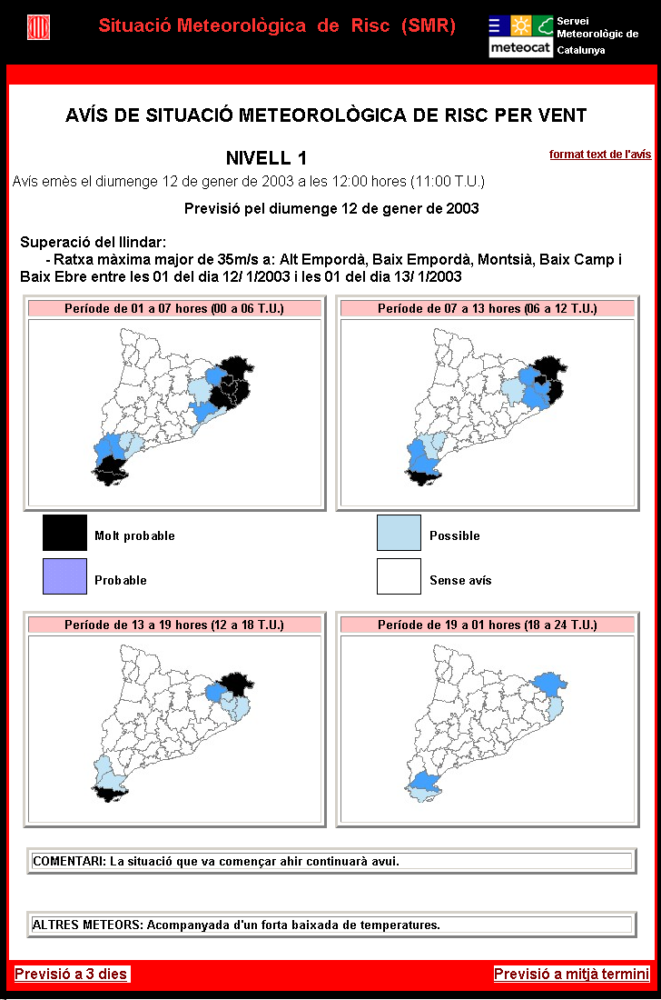 Situació Meteorològica de Risc (SMR)
meteocat
Servei
Meteorològic de
Catalunya
AVÍS DE SITUACIÓ METEOROLÒGICA DE RISC PER VENT
NIVELL 1
format text de l'avís
Avís emès el diumenge 12 de gener de 2003 a les 12:00 hores (11:00 T.U.)
Previsió pel diumenge 12 de gener de 2003
Superació del llindar:
- Ratxa màxima major de 35m/s a: Alt Empordà, Baix Empordà, Montsià, Baix Camp i
Baix Ebre entre les 01 del dia 12/ 1/2003 i les 01 del dia 13/ 1/2003
Període de 01 a 07 hores (00 a 06 T.U.)
Període de 07 a 13 hores (06 a 12 T.U.)
Molt probable
Possible
Probable
Sense avís
Període de 13 a 19 hores (12 a 18 T.U.)
Període de 19 a 01 hores (18 a 24 T.U.)
COMENTARI: La situació que va començar ahir continuarà avui.
ALTRES METEORS: Acompanyada d'un forta baixada de temperatures.
Previsió a 3 dies
Previsió a mitjà termini